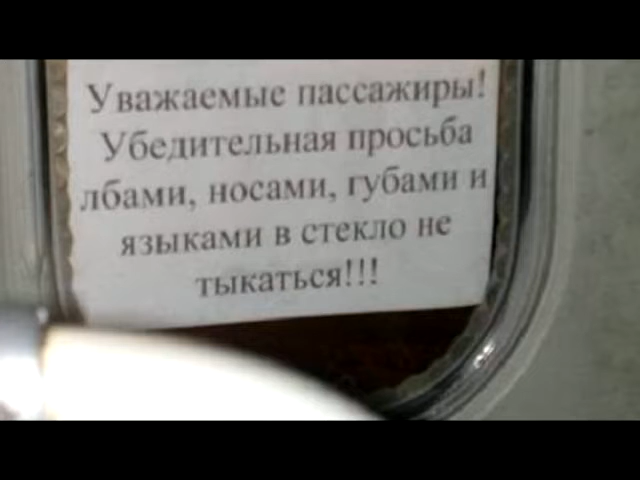 Уважаемые пассажиры!
Убедительная просьба
лбами, носами, губами и
языками в стекло не
тыкаться!!!